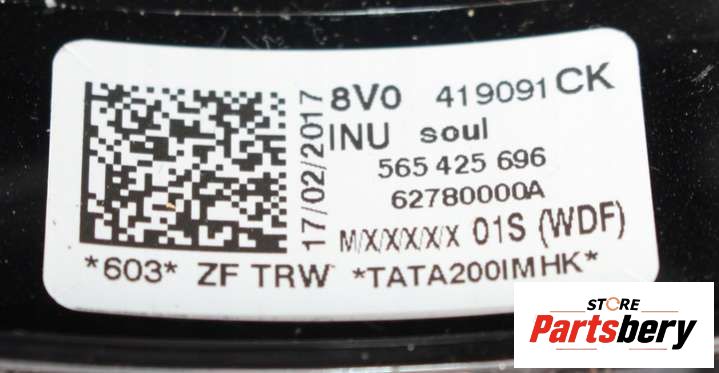 17/02/2017
8V0 419091 CK
INU soul
565 425 696
62780000A
M/X/X/X/X/X 01S (WDF)
*603* ZF TRW *TATA200IMHK*
STORE
Partsbery